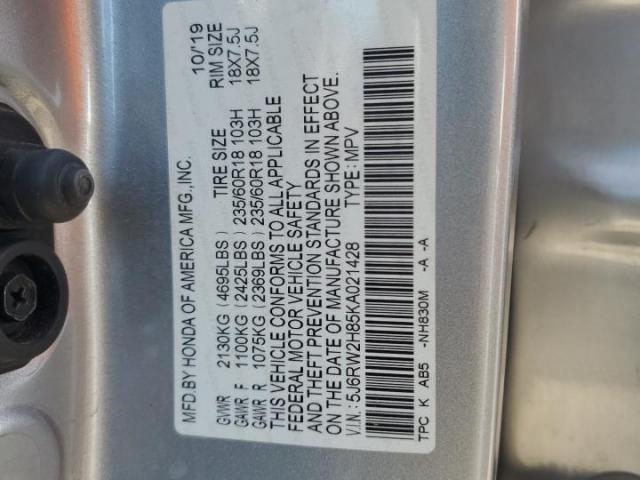 MFD.BY HONDA OF AMERICA MFG.,INC. 10/'19
TIRE SIZE RIM SIZE
GVWR 2130KG (4695LBS)
GAWR F 1100KG (2425LBS) 235/60R18 103H 18X7.5J
GAWR R 1075KG (2369LBS) 235/60R18 103H 18X7.5J
THIS VEHICLE CONFORMS TO ALL APPLICABLE
FEDERAL MOTOR VEHICLE SAFETY
AND THEFT PREVENTION STANDARDS IN EFFECT
ON THE DATE OF MANUFACTURE SHOWN ABOVE.
V.I.N.: 5J6RW2H85KA021428 TYPE: MPV
TPC K AB5 -NH830M -A -A